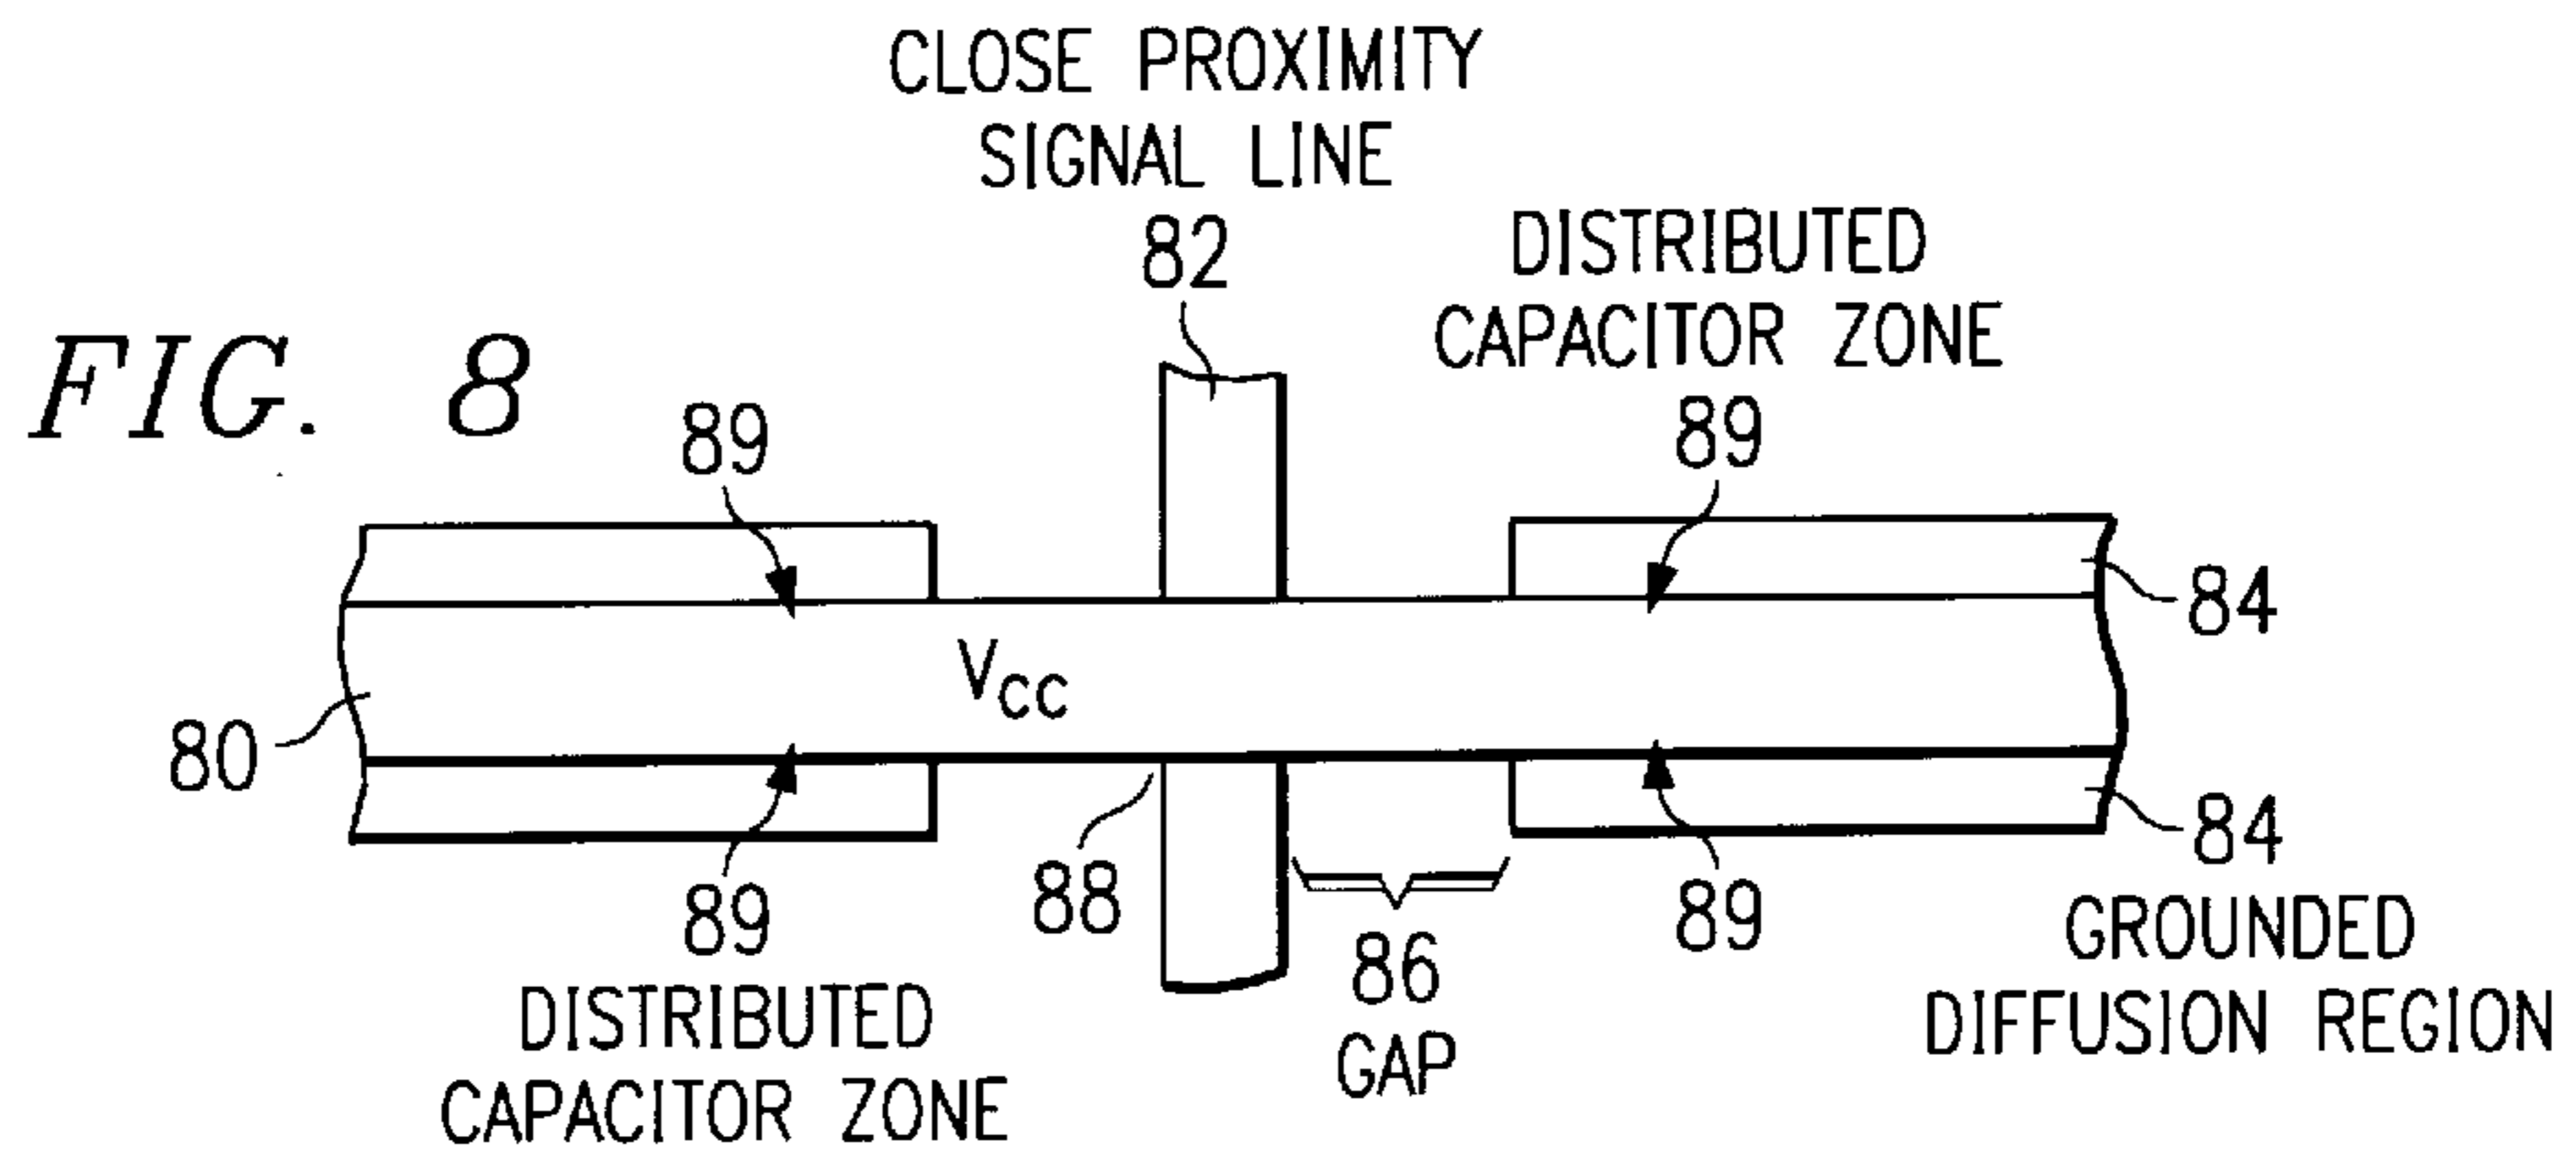 CLOSE PROXIMITY
SIGNAL LINE
82
DISTRIBUTED
CAPACITOR ZONE
89
FIG. 8
89
84
VCC
80
84
88
89
89
86
GAP
GROUNDED
DIFFUSION REGION
DISTRIBUTED
CAPACITOR ZONE